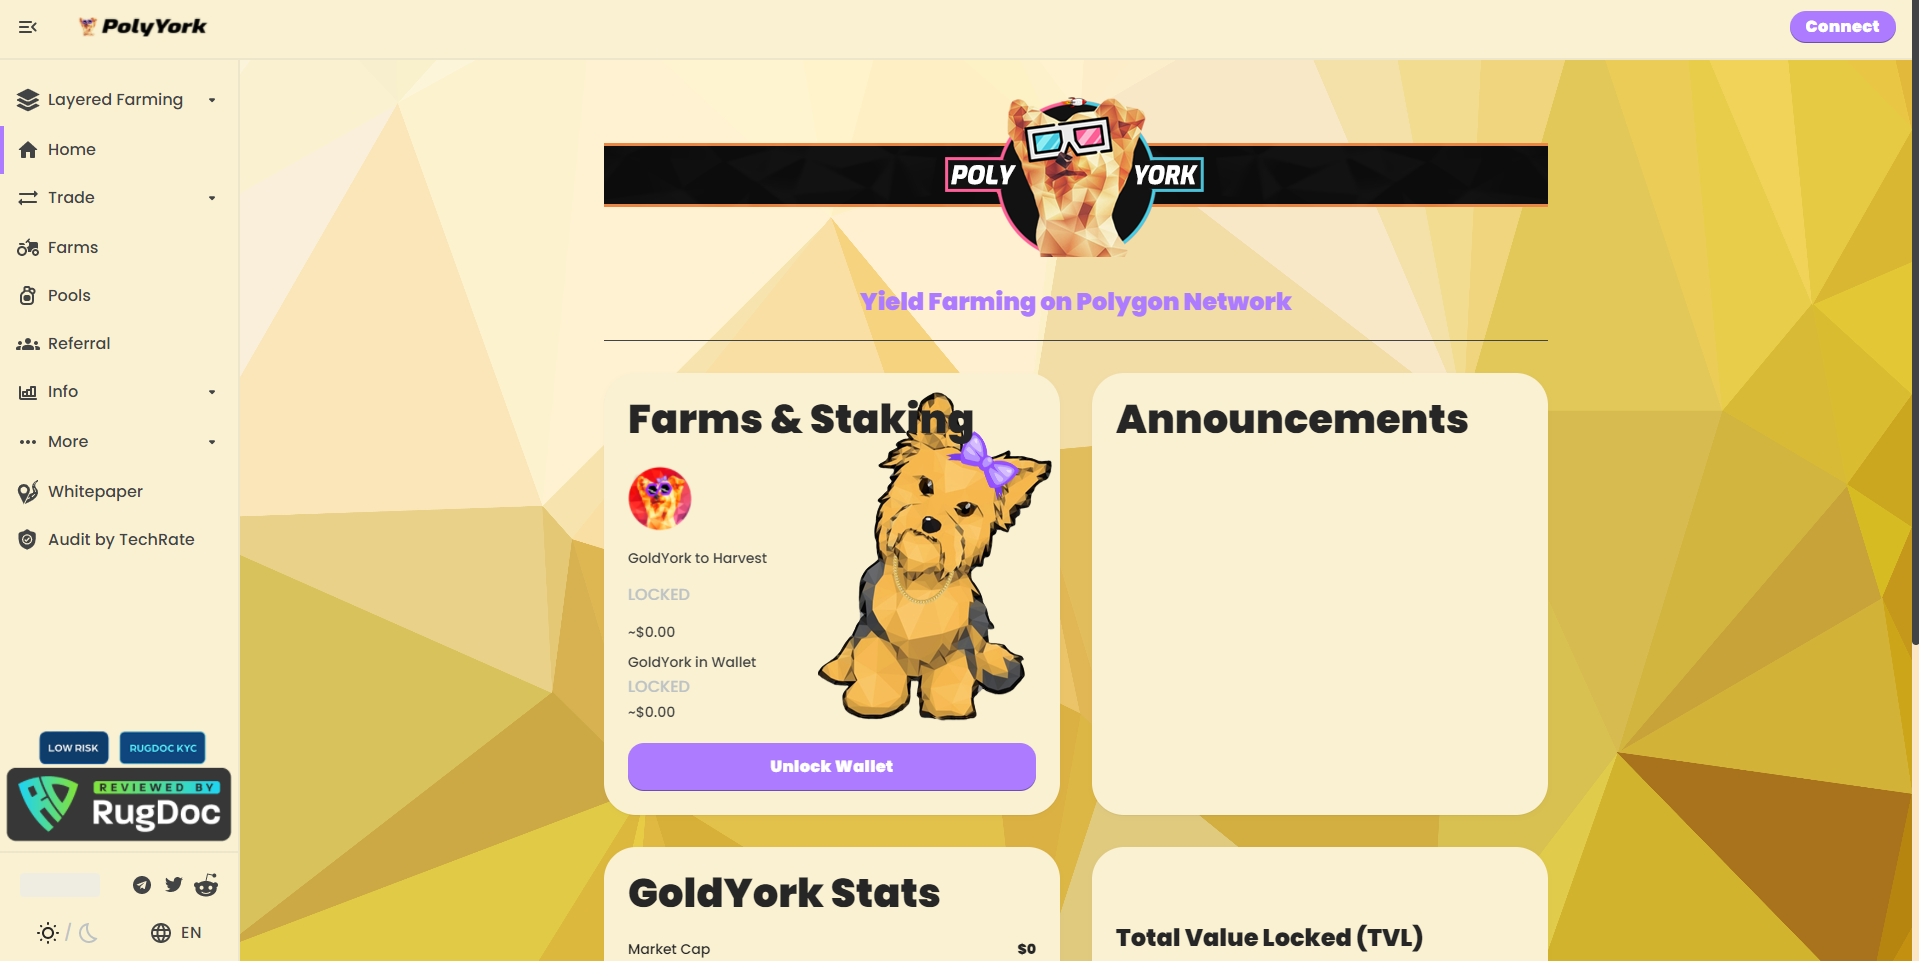 PolyYork
Connect
Layered Farming
Home
Trade
Farms
Pools
Referral
Info
More
Whitepaper
Audit by TechRate
LOW RISK
RUGDOC KYC
REVIEWED BY
RugDoc
EN
POLY YORK
Yield Farming on Polygon Network
Farms & Staking
GoldYork to Harvest
LOCKED
~$0.00
GoldYork in Wallet
LOCKED
~$0.00
Unlock Wallet
Announcements
GoldYork Stats
Market Cap $0
Total Value Locked (TVL)